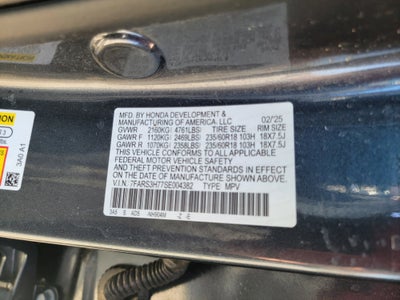 MFD. BY HONDA DEVELOPMENT &
MANUFACTURING OF AMERICA, LLC 02/25
GVWR 2160KG( 4761LBS) TIRE SIZE RIM SIZE
GAWR F 1120KG( 2469LBS) 235/60R18 103H 18X7.5J
GAWR R 1070KG( 2358LBS) 235/60R18 103H 18X7.5J
THIS VEHICLE CONFORMS TO ALL APPLICABLE
FEDERAL MOTOR VEHICLE SAFETY
AND THEFT PREVENTION STANDARDS IN EFFECT
ON THE DATE OF MANUFACTURE SHOWN ABOVE.
V.I.N.: 7FARS3H77SE004382 TYPE: MPV
3A0 A1